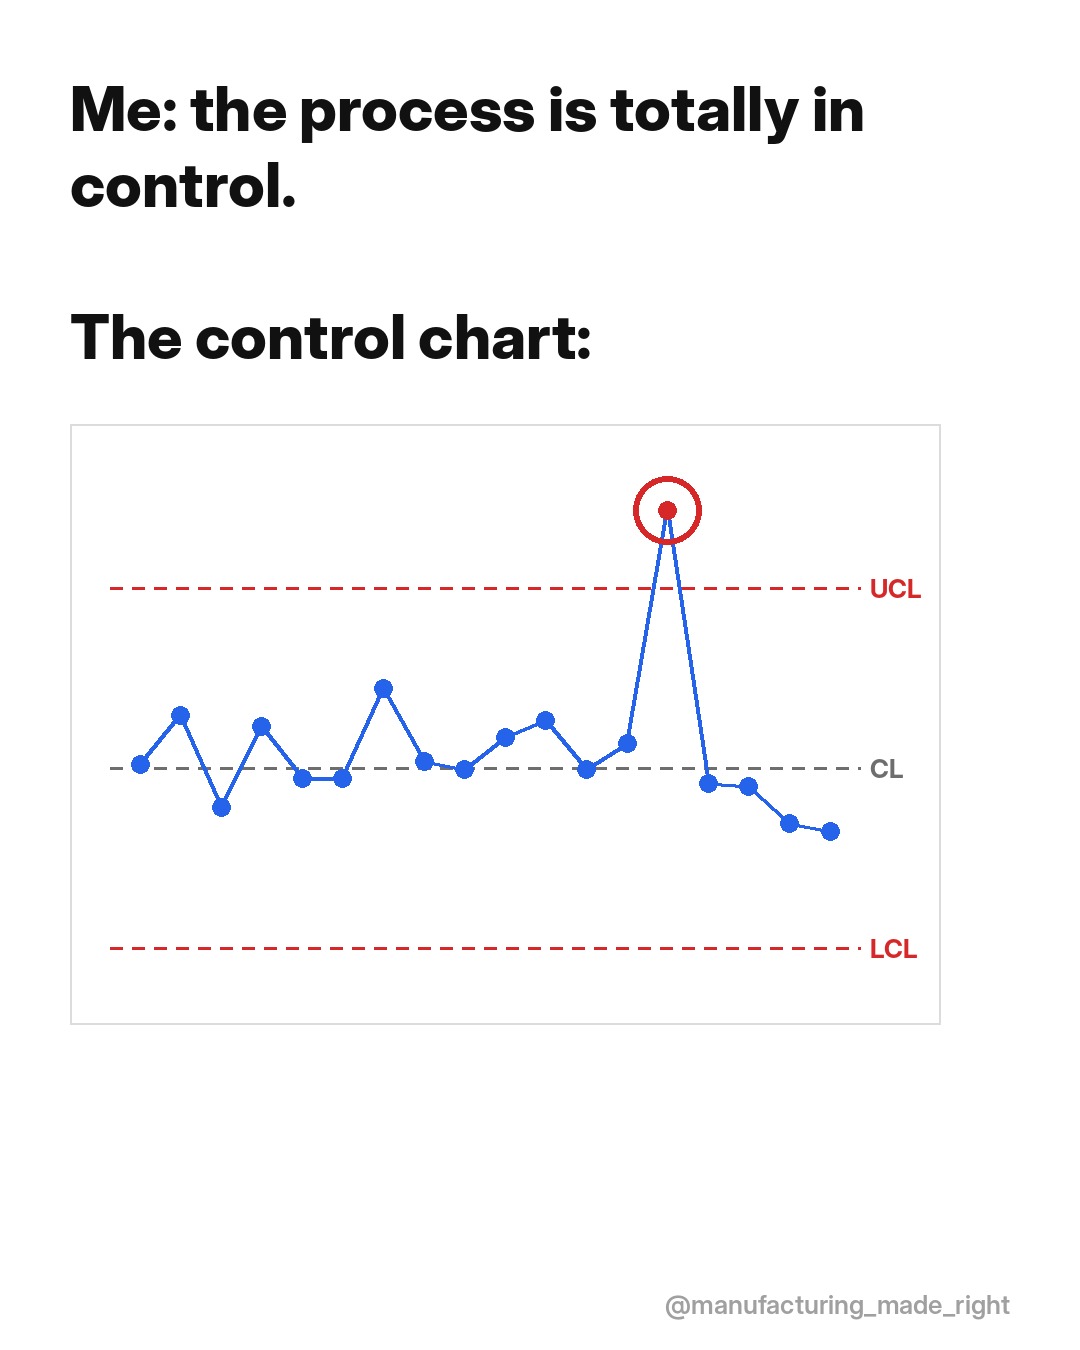 Me: the process is totally in
control.
The control chart:
UCL
CL
LCL
@manufacturing_made_right